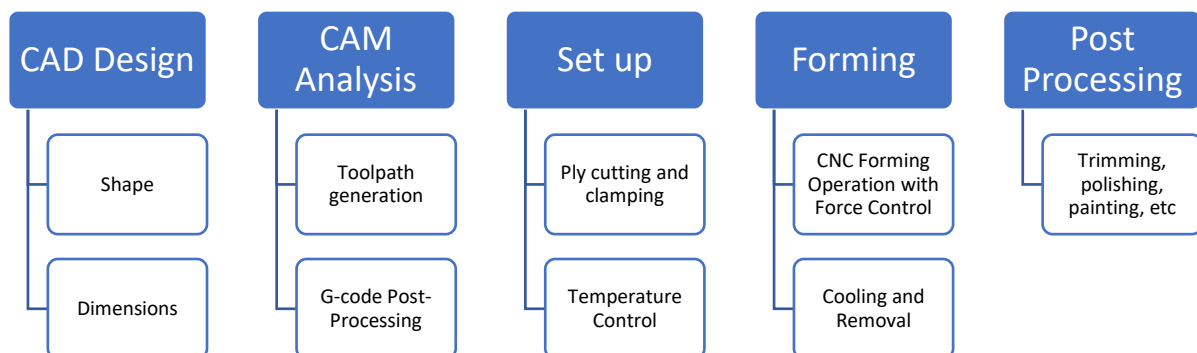 CAD Design
Shape
Dimensions
CAM
Analysis
Toolpath
generation
G-code Post-
Processing
Set up
Ply cutting and
clamping
Temperature
Control
Forming
CNC Forming
Operation with
Force Control
Cooling and
Removal
Post
Processing
Trimming,
polishing,
painting, etc